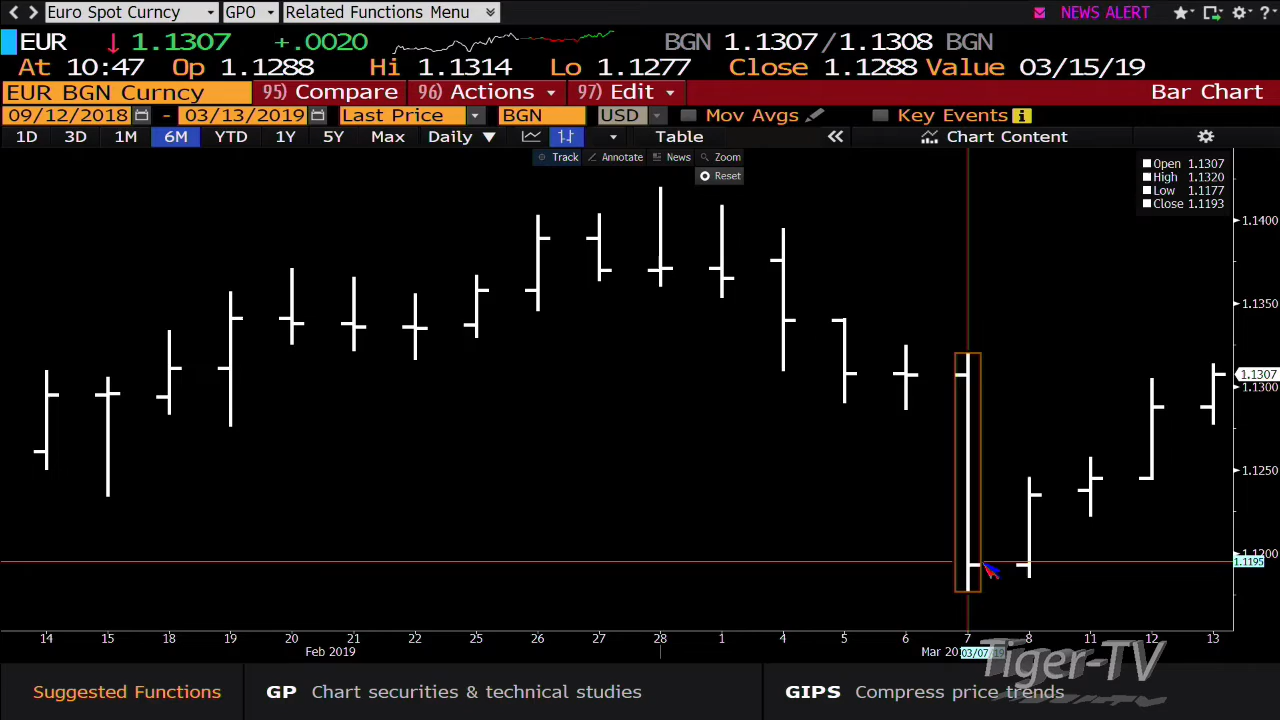 Euro Spot Curncy GPO Related Functions Menu NEWS ALERT ?
EUR 1.1307 +.0020 BGN 1.1307/1.1308 BGN
At 10:47 Op 1.1288 Hi 1.1314 Lo 1.1277 Close 1.1288 Value 03/15/19
EUR BGN Curncy 95) Compare 96) Actions 97) Edit Bar Chart
09/12/2018 - 03/13/2019 Last Price BGN USD Mov Avgs Key Events i
1D 3D 1M 6M YTD 1Y 5Y Max Daily Table « Chart Content
Track Annotate News Zoom
Reset
Open 1.1307
High 1.1320
Low 1.1177
Close 1.1193
1.1400
1.1350
1.1307
1.1300
1.1250
1.1200
1.1195
14 15 18 19 20 21 22 25 26 27 28 1 4 5 6 7 8 11 12 13
Feb 2019 Mar 20 03/07/19
Tiger-TV
Suggested Functions GP Chart securities & technical studies GIPS Compress price trends